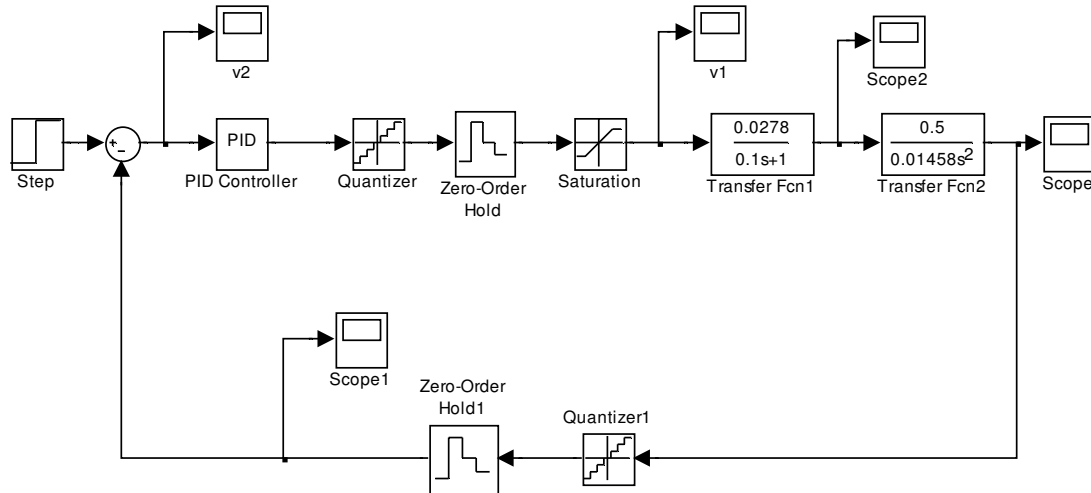 v2
v1
Scope2
Step
+
−
PID
PID Controller
Quantizer
Zero-Order
Hold
Saturation
0.0278
0.1s+1
Transfer Fcn1
0.5
0.01458s²
Transfer Fcn2
Scope
Scope1
Zero-Order
Hold1
Quantizer1